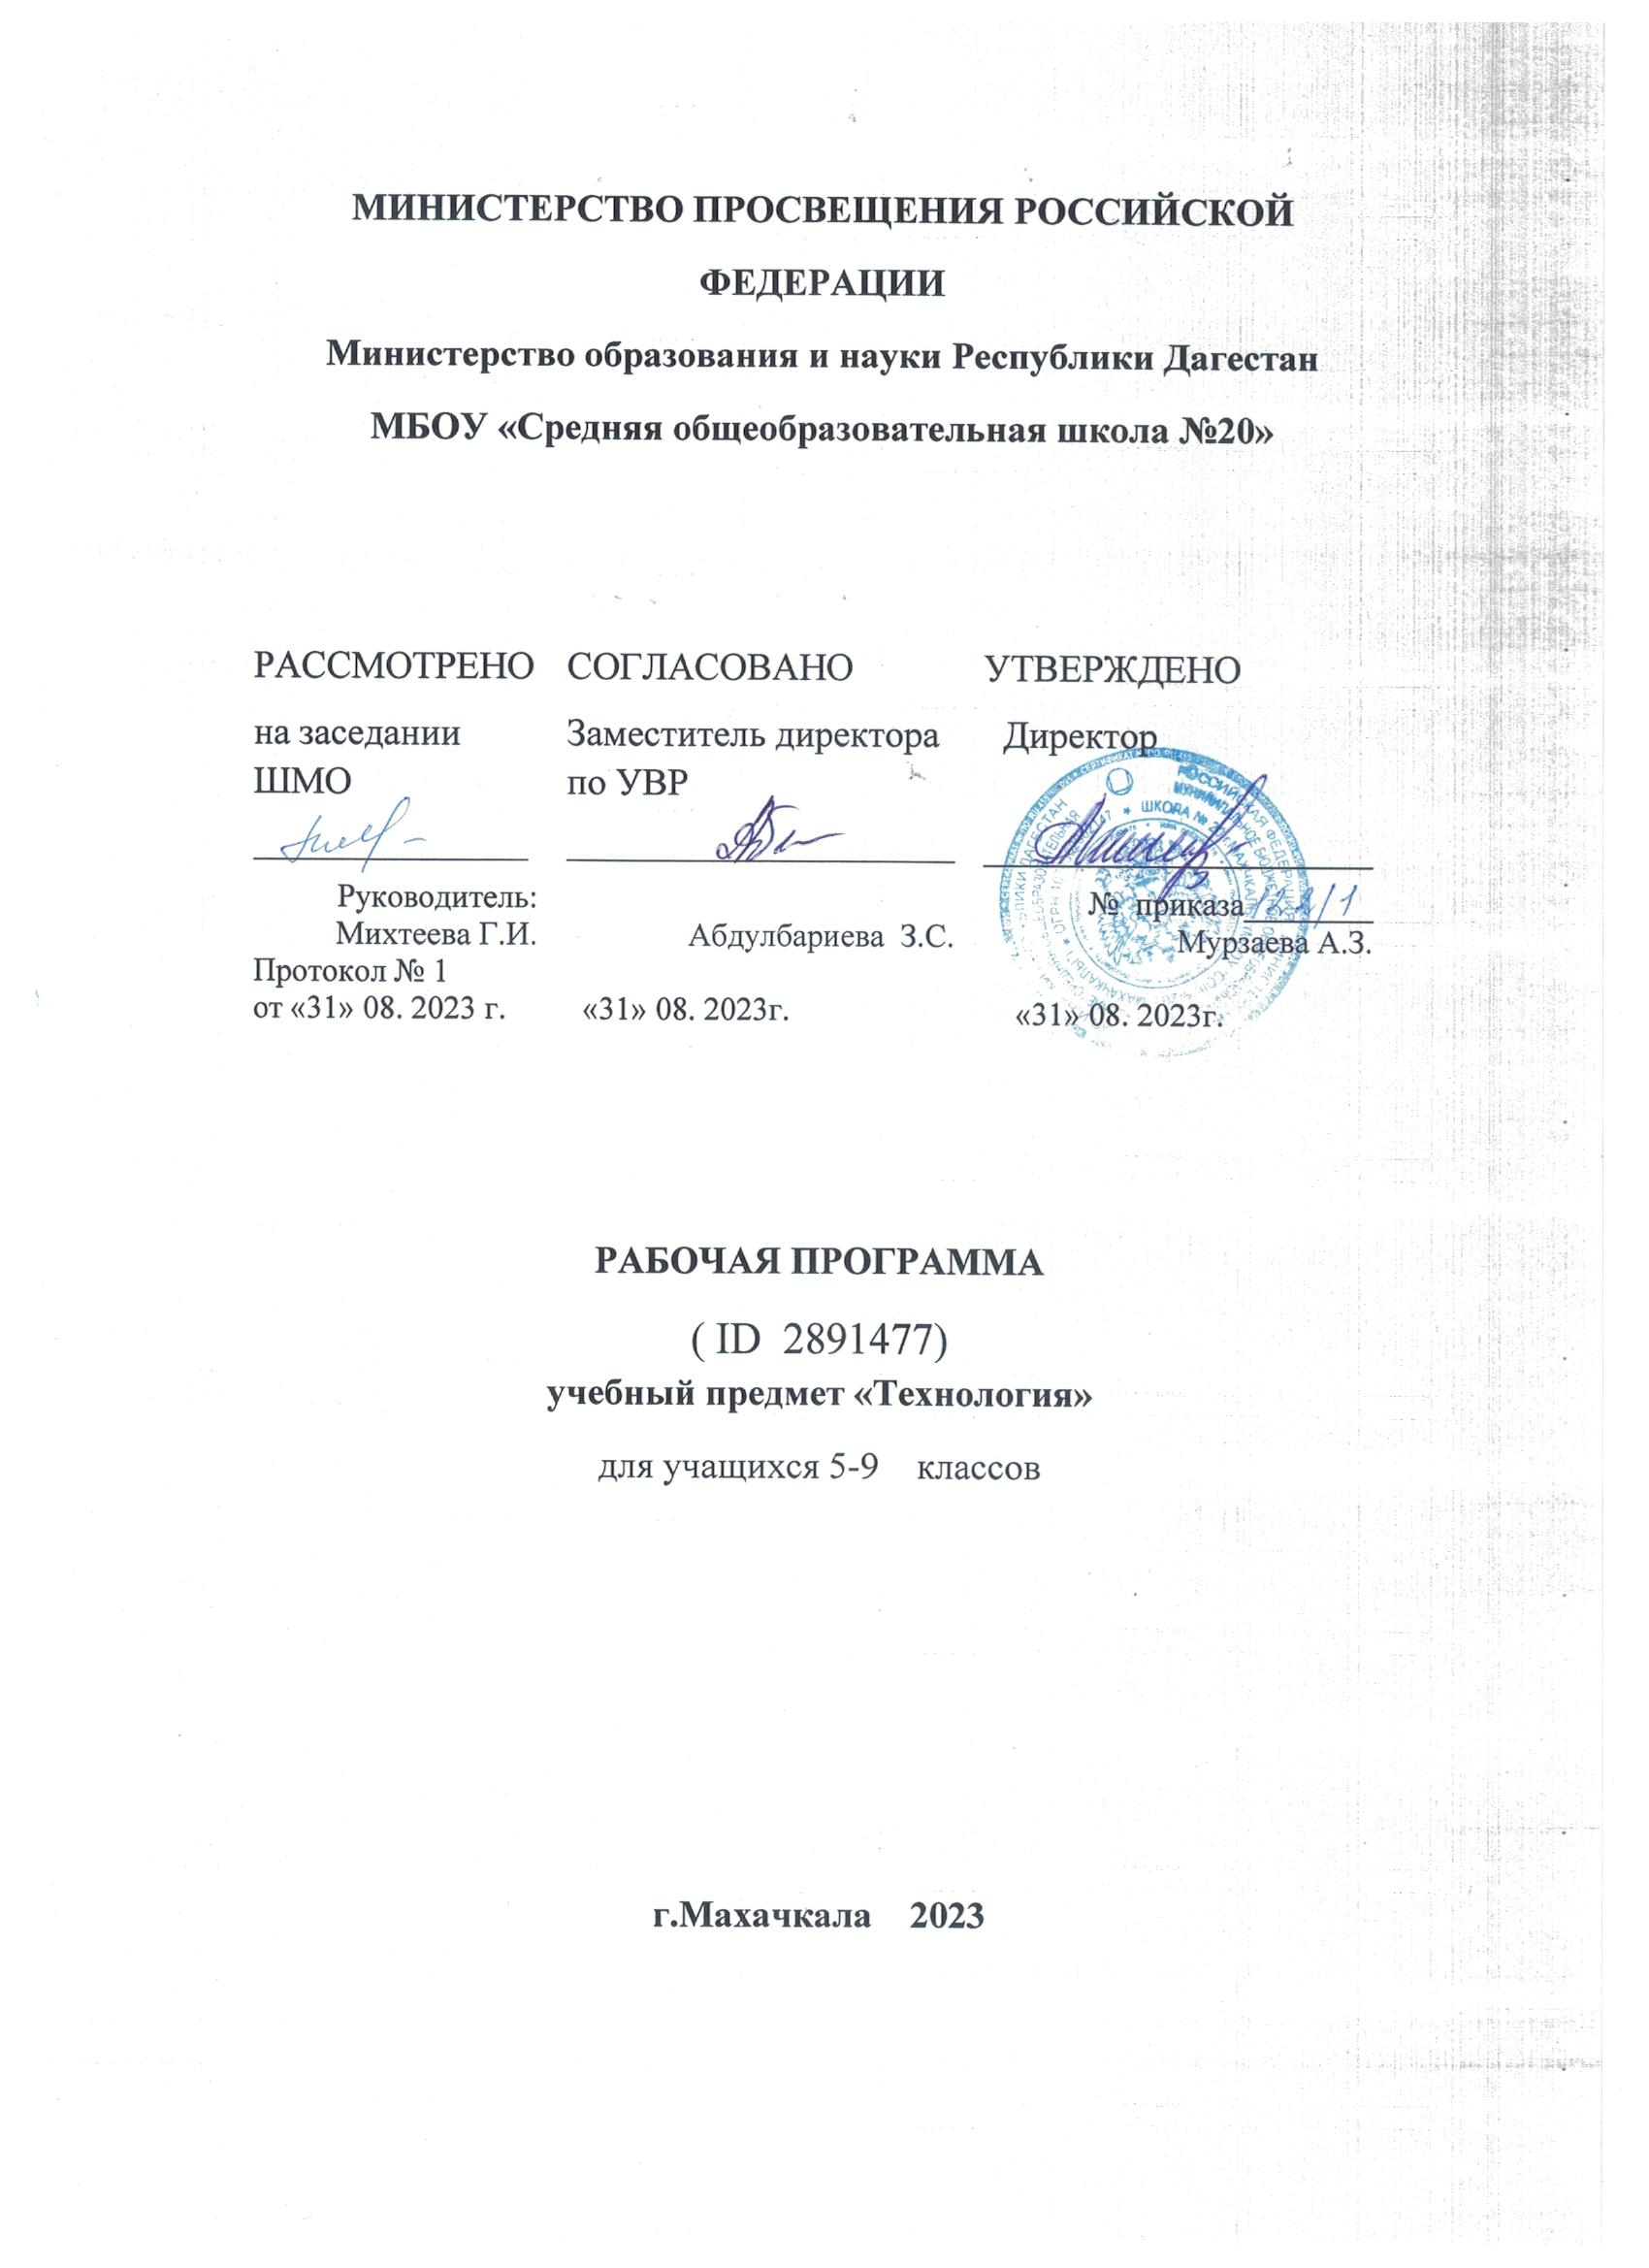 МИНИСТЕРСТВО ПРОСВЕЩЕНИЯ РОССИЙСКОЙ
ФЕДЕРАЦИИ
Министерство образования и науки Республики Дагестан
МБОУ «Средняя общеобразовательная школа №20»
РАССМОТРЕНО
на заседании
ШМО
Руководитель:
Михтеева Г.И.
Протокол № 1
от «31» 08. 2023 г.
СОГЛАСОВАНО
Заместитель директора
по УВР
Абдулбариева З.С.
«31» 08. 2023г.
УТВЕРЖДЕНО
Директор
№ приказа 122/1
Мурзаева А.З.
«31» 08. 2023г.
РАБОЧАЯ ПРОГРАММА
( ID 2891477)
учебный предмет «Технология»
для учащихся 5-9 классов
г.Махачкала 2023